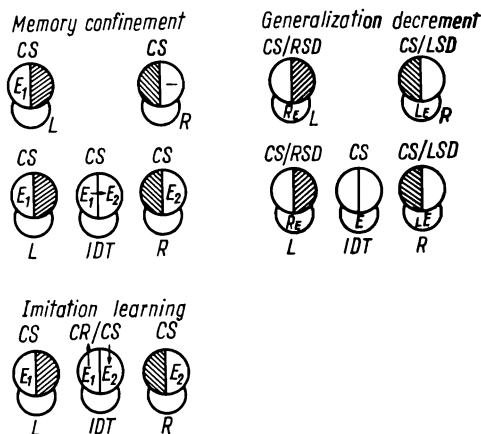 Memory confinement
CS CS
E1 –
L R
CS CS CS
E1 E1 E2 E2
L IDT R
Generalization decrement
CS/RSD CS/LSD
RE LE
L R
CS/RSD CS CS/LSD
RE E LE
L IDT R
Imitation learning
CS CR/CS CS
E1 E1 E2 E2
L IDT R